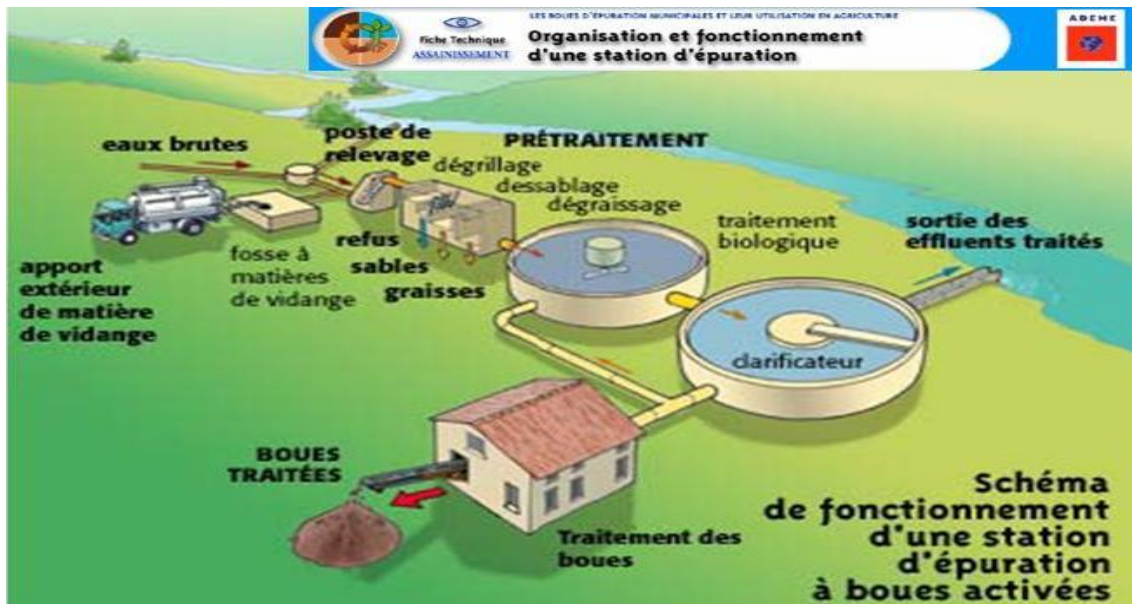 LES BOUES D'ÉPURATION MUNICIPALES ET LEUR UTILISATION EN AGRICULTURE
Fiche Technique
ASSAINISSEMENT
Organisation et fonctionnement
d'une station d'épuration
ADEME
eaux brutes
poste de
relevage
PRÉTRAITEMENT
dégrillage
dessablage
dégraissage
traitement
biologique
sortie des
effluents traités
apport
extérieur
de matière
de vidange
fosse à
matières
de vidange
refus
sables
graisses
clarificateur
BOUES
TRAITÉES
Traitement des
boues
Schéma
de fonctionnement
d'une station
d'épuration
à boues activées